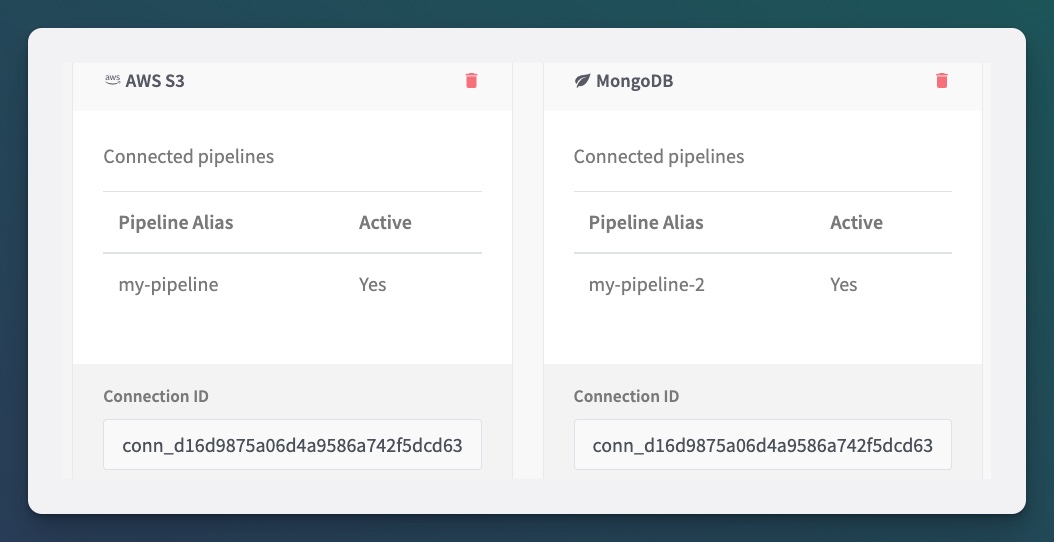 aws AWS S3
Connected pipelines
Pipeline Alias Active
my-pipeline Yes
Connection ID
conn_d16d9875a06d4a9586a742f5dcd63
MongoDB
Connected pipelines
Pipeline Alias Active
my-pipeline-2 Yes
Connection ID
conn_d16d9875a06d4a9586a742f5dcd63